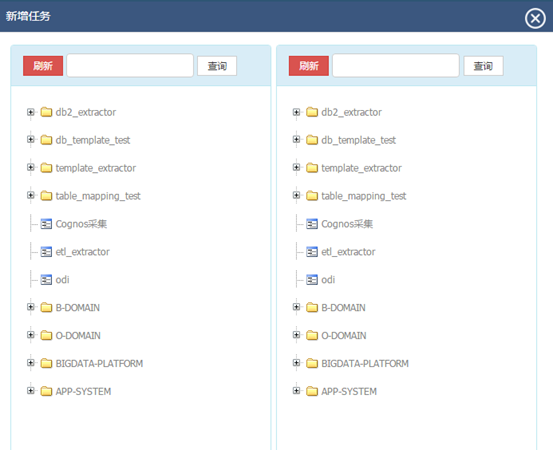 新增任务
刷新 查询
db2_extractor
db_template_test
template_extractor
table_mapping_test
Cognos采集
etl_extractor
odi
B-DOMAIN
O-DOMAIN
BIGDATA-PLATFORM
APP-SYSTEM
刷新 查询
db2_extractor
db_template_test
template_extractor
table_mapping_test
Cognos采集
etl_extractor
odi
B-DOMAIN
O-DOMAIN
BIGDATA-PLATFORM
APP-SYSTEM